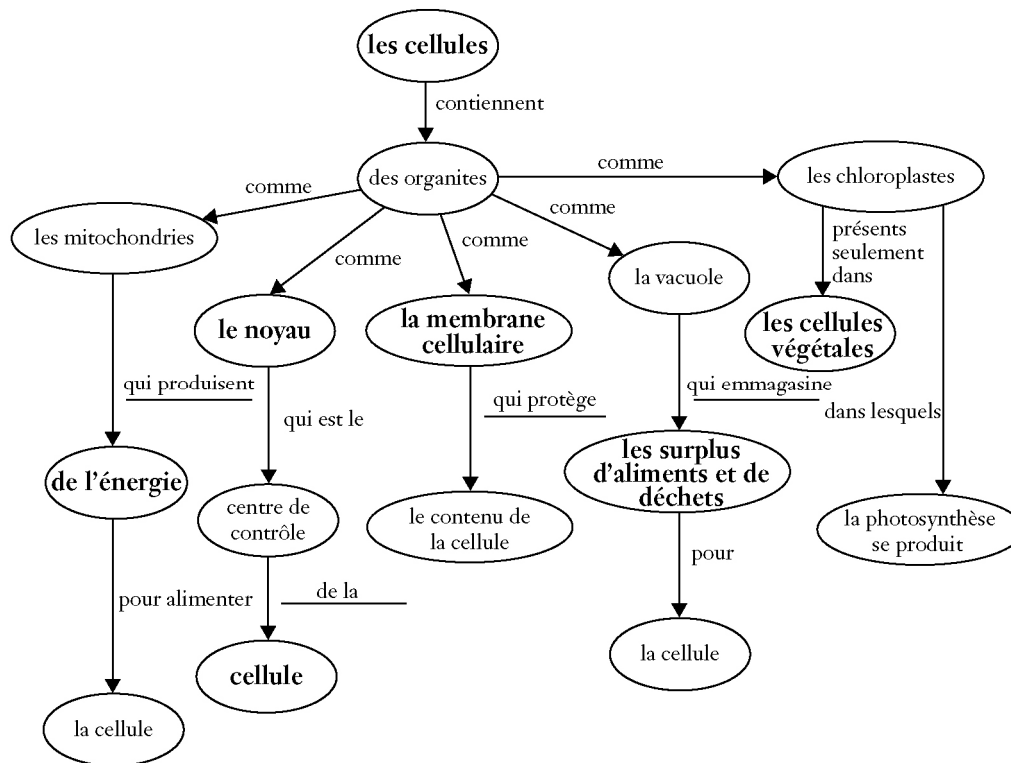 les cellules
contiennent
des organites
comme
les chloroplastes
comme
les mitochondries
comme
comme
comme
présents
seulement
dans
la vacuole
le noyau
la membrane
cellulaire
les cellules
végétales
qui produisent
qui est le
qui protège
qui emmagasine
dans lesquels
de l'énergie
centre de
contrôle
le contenu de
la cellule
les surplus
d'aliments et de
déchets
la photosynthèse
se produit
pour alimenter
de la
pour
cellule
la cellule
la cellule